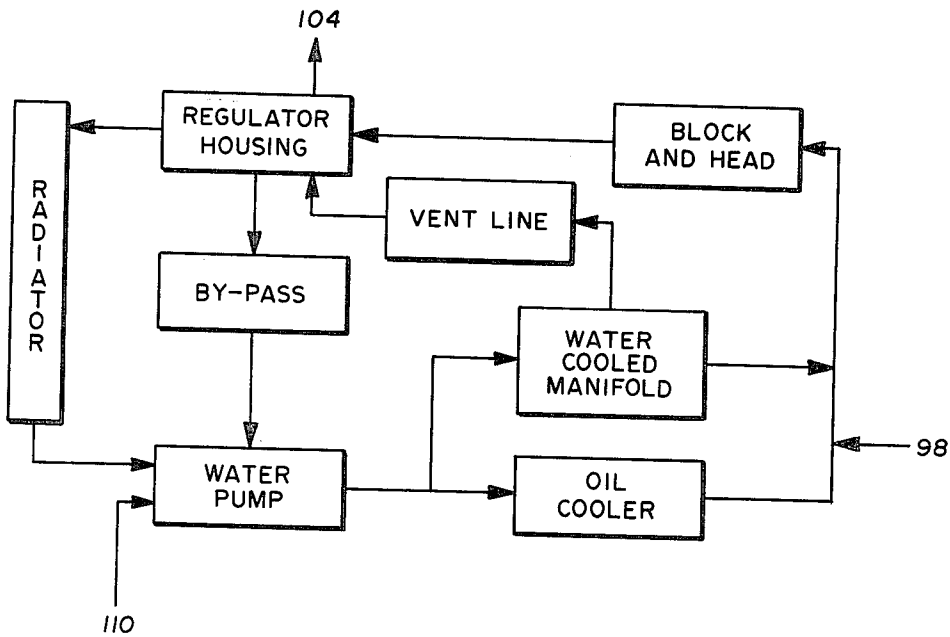 104
REGULATOR
HOUSING
BLOCK
AND HEAD
RADIATOR
VENT LINE
BY-PASS
WATER
COOLED
MANIFOLD
98
WATER
PUMP
OIL
COOLER
110